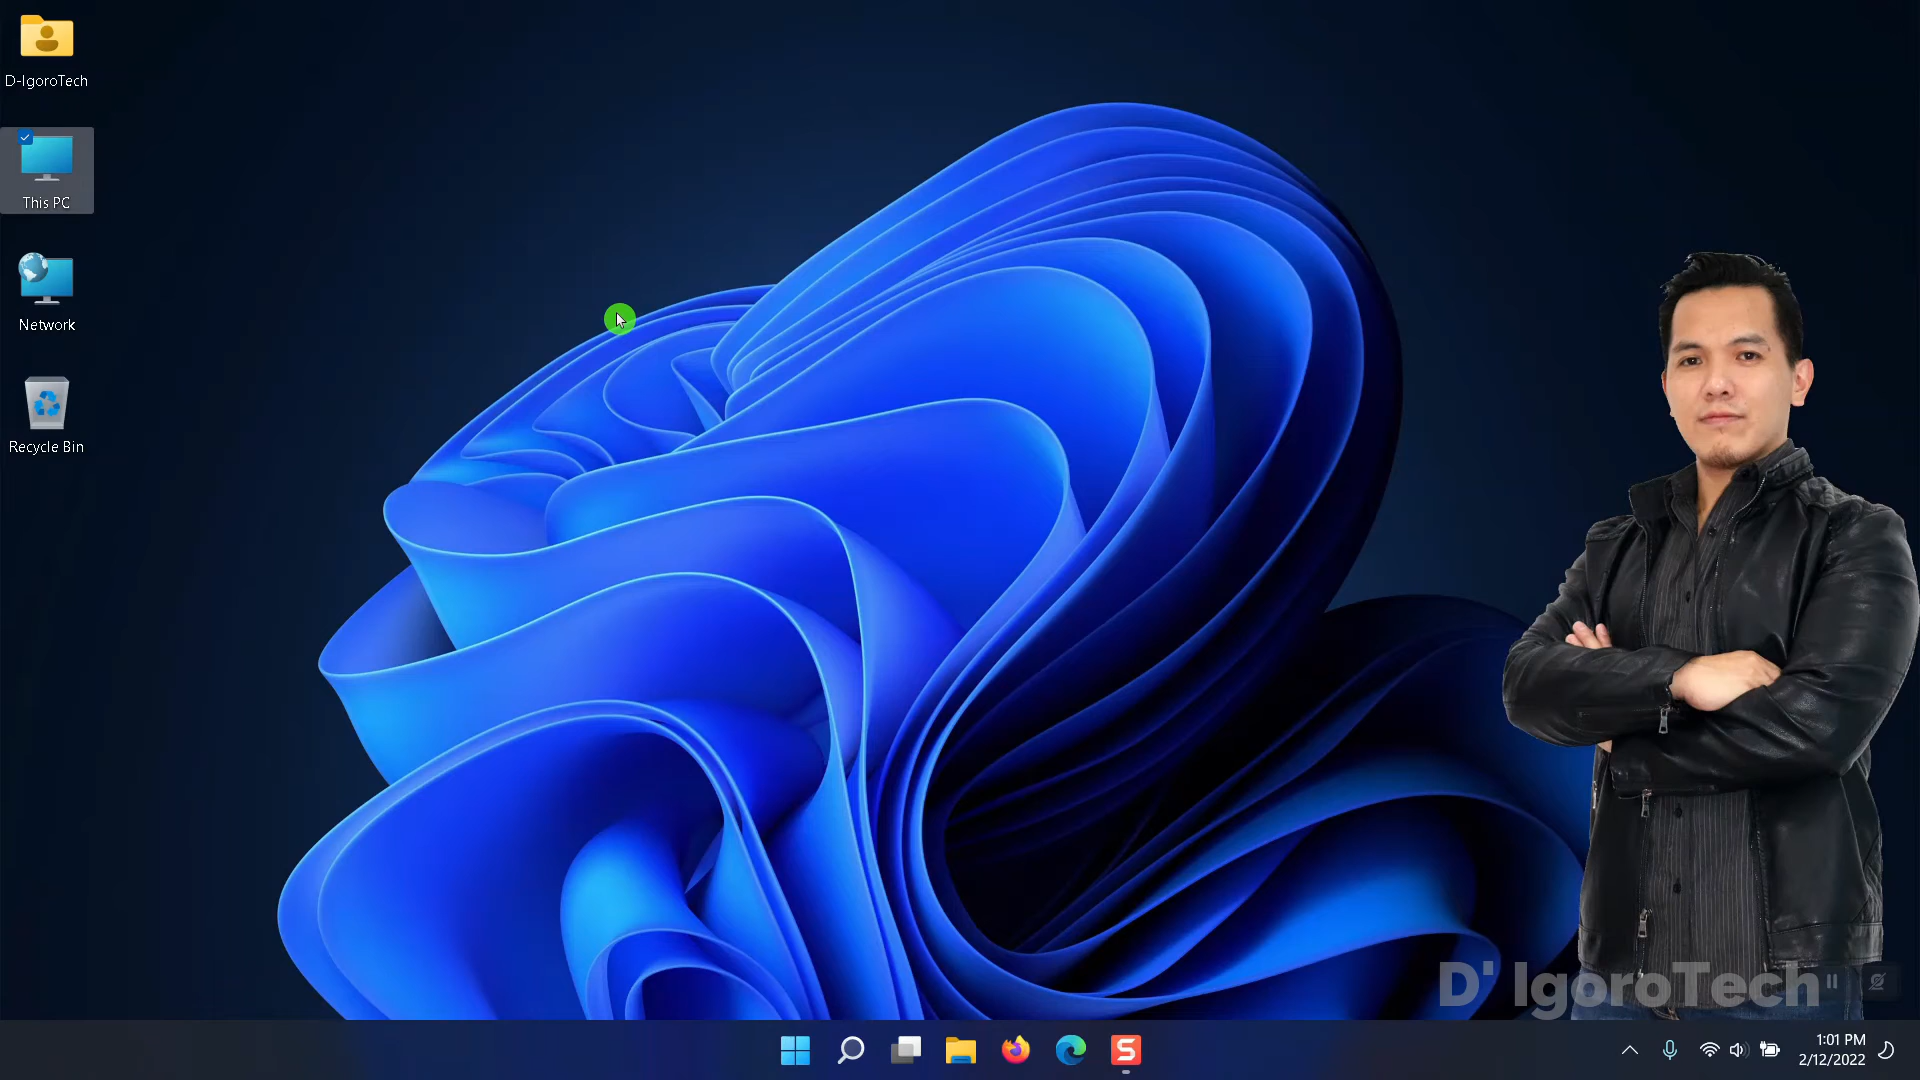 D-IgoroTech
This PC
Network
Recycle Bin
D' IgoroTech
1:01 PM
2/12/2022